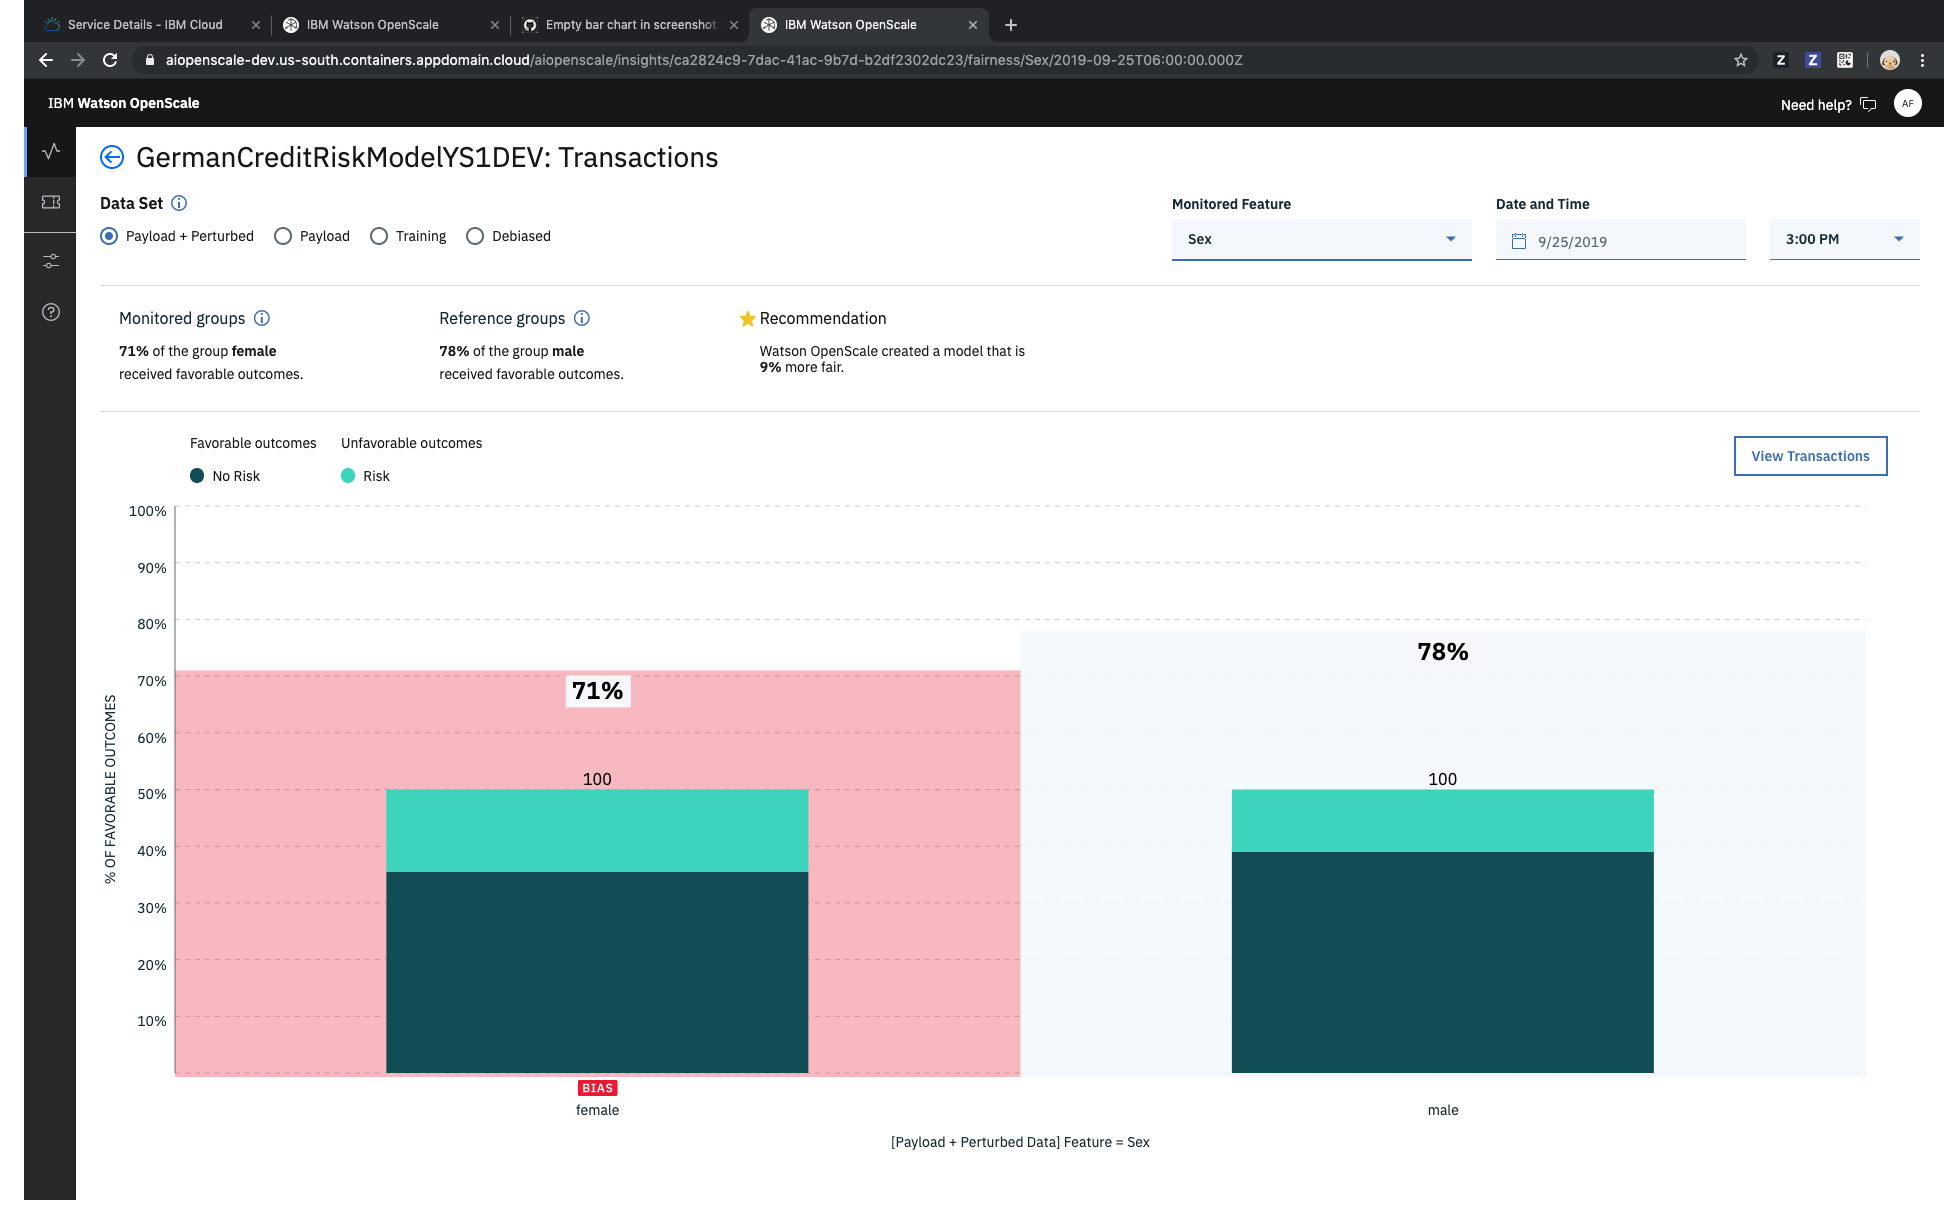 Service Details - IBM Cloud
IBM Watson OpenScale
Empty bar chart in screenshot
IBM Watson OpenScale
aiopenscale-dev.us-south.containers.appdomain.cloud/aiopenscale/insights/ca2824c9-7dac-41ac-9b7d-b2df2302dc23/fairness/Sex/2019-09-25T06:00:00.000Z
Z
Z
IBM Watson OpenScale
Need help?
AF
GermanCreditRiskModelYS1DEV: Transactions
Data Set
Payload + Perturbed
Payload
Training
Debiased
Monitored Feature
Sex
Date and Time
9/25/2019
3:00 PM
Monitored groups
71% of the group female
received favorable outcomes.
Reference groups
78% of the group male
received favorable outcomes.
Recommendation
Watson OpenScale created a model that is
9% more fair.
Favorable outcomes
No Risk
Unfavorable outcomes
Risk
View Transactions
100%
90%
80%
70%
60%
50%
40%
30%
20%
10%
% OF FAVORABLE OUTCOMES
71%
100
78%
100
BIAS
female
male
[Payload + Perturbed Data] Feature = Sex